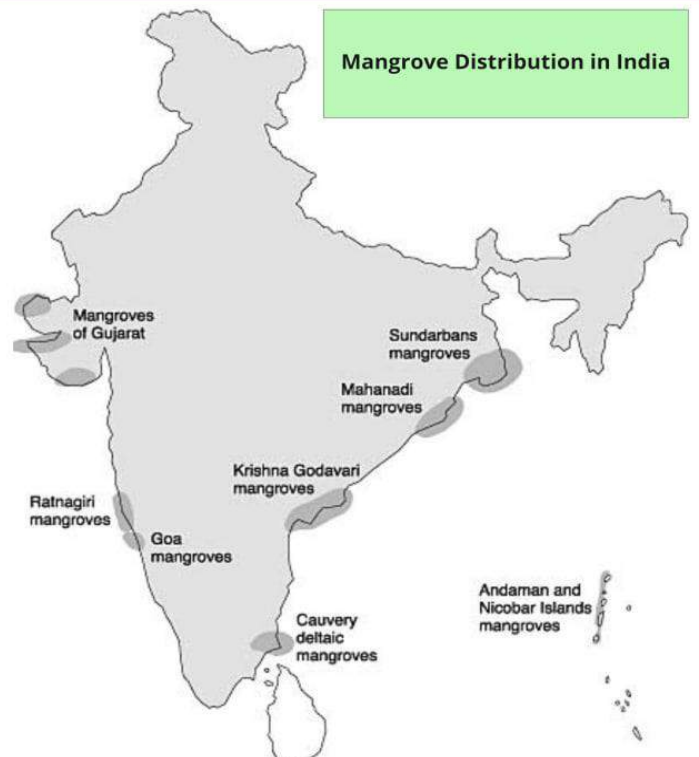 Mangrove Distribution in India
Mangroves
of Gujarat
Sundarbans
mangroves
Mahanadi
mangroves
Krishna Godavari
mangroves
Ratnagiri
mangroves
Goa
mangroves
Andaman and
Nicobar Islands
mangroves
Cauvery
deltaic
mangroves